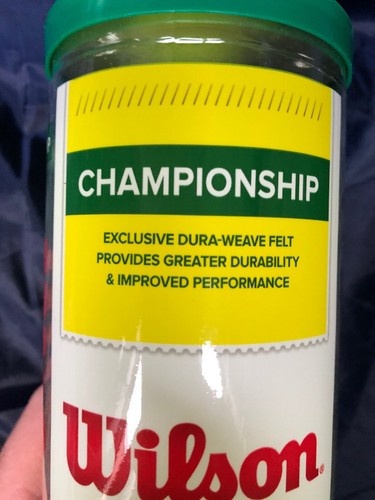 CHAMPIONSHIP
EXCLUSIVE DURA-WEAVE FELT
PROVIDES GREATER DURABILITY
& IMPROVED PERFORMANCE
Wilson®